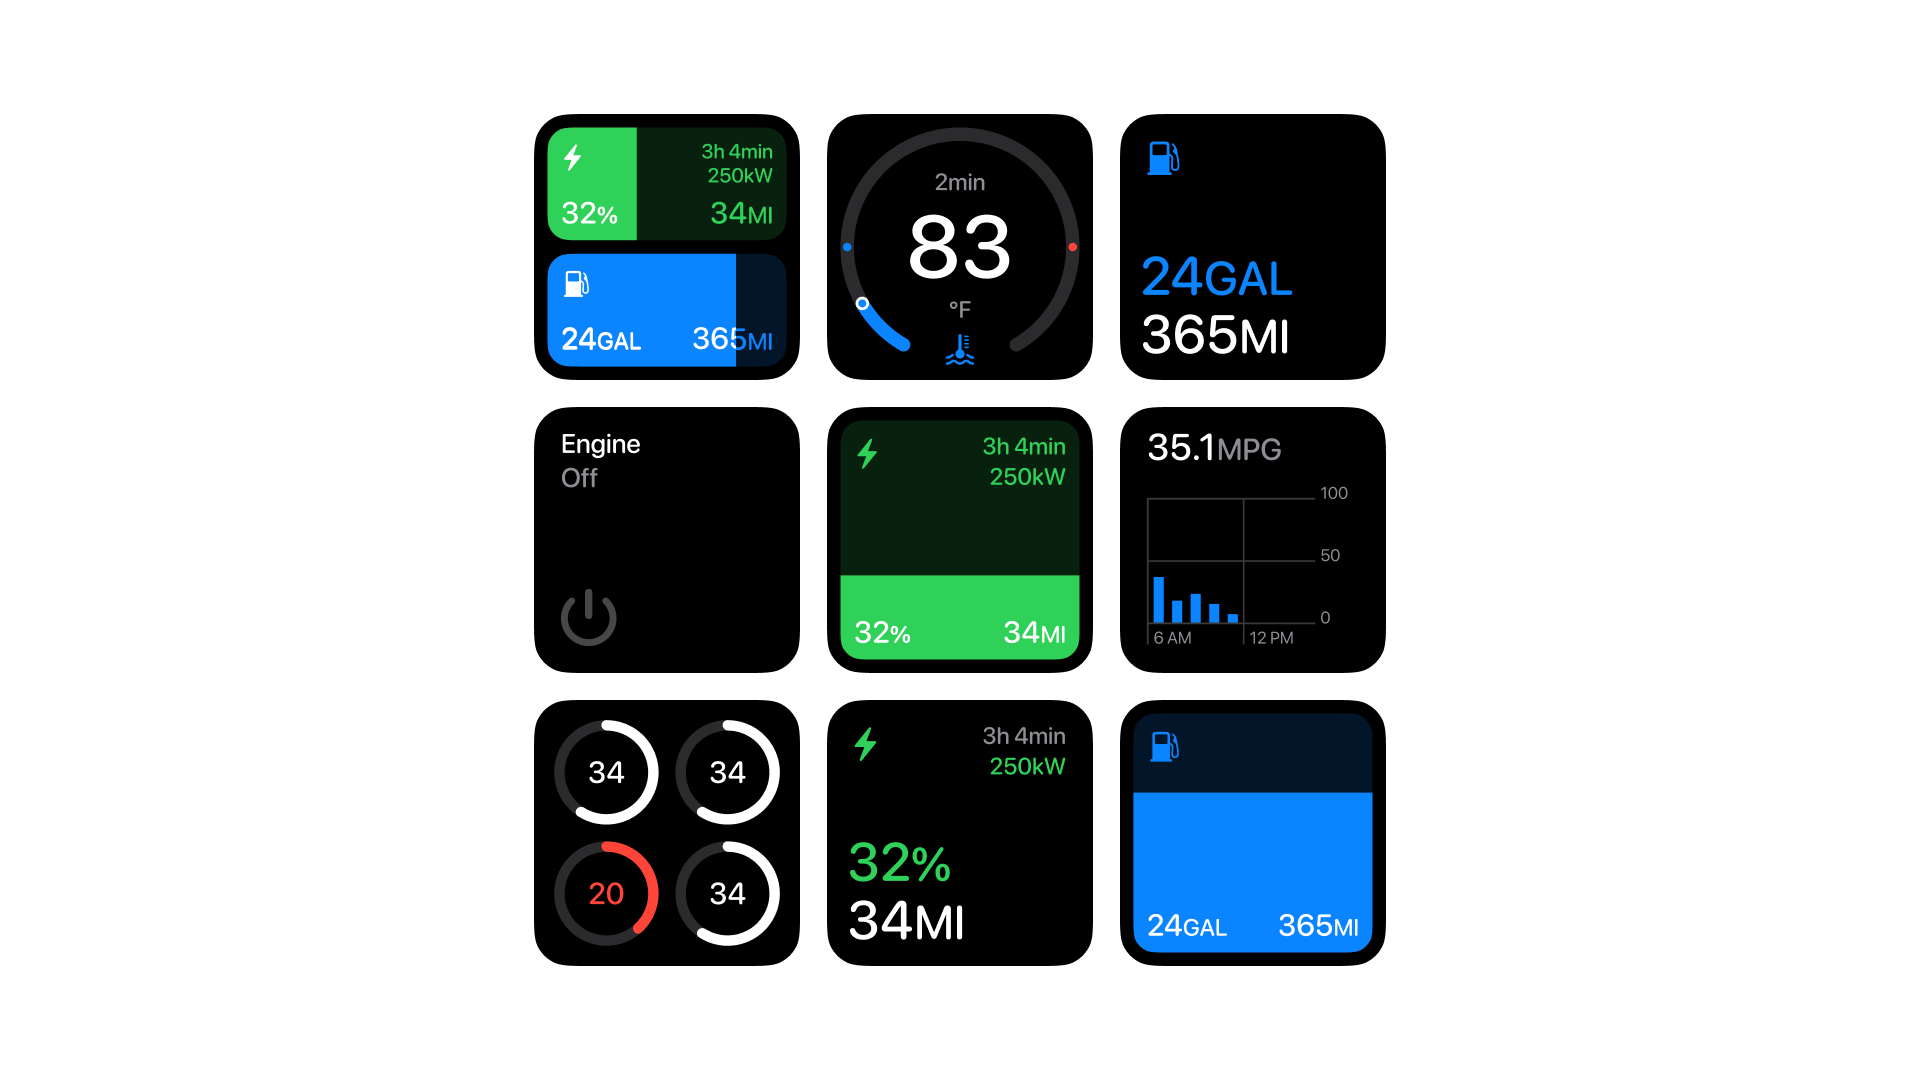 3h 4min
250kW
32% 34MI
24GAL 365MI
2min
83
°F
24GAL
365MI
Engine
Off
3h 4min
250kW
32% 34MI
35.1MPG
100
50
0
6 AM 12 PM
34 34
20 34
3h 4min
250kW
32%
34MI
24GAL 365MI